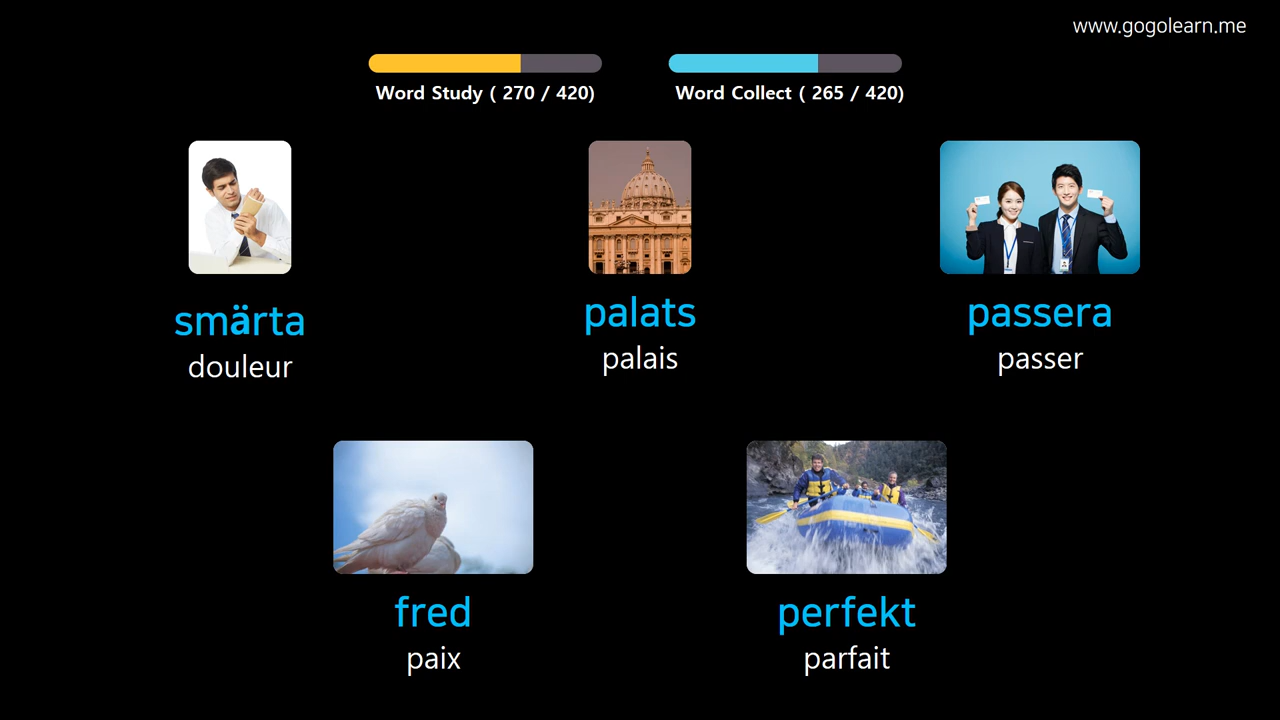 www.gogolearn.me
Word Study ( 270 / 420)
Word Collect ( 265 / 420)
smärta
douleur
palats
palais
passera
passer
fred
paix
perfekt
parfait